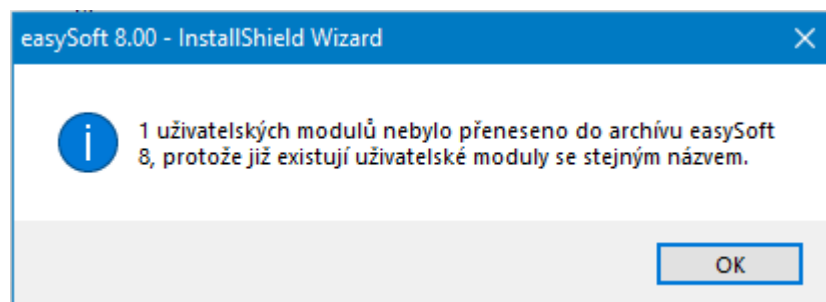 easySoft 8.00 - InstallShield Wizard
1 uživatelských modulů nebylo přeneseno do archívu easySoft
8, protože již existují uživatelské moduly se stejným názvem.
OK